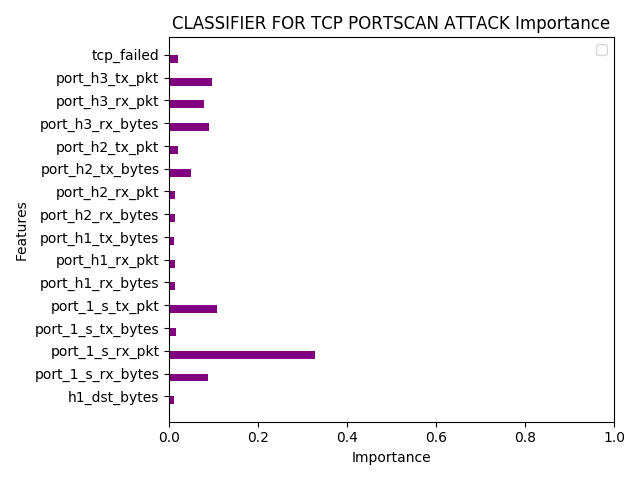 CLASSIFIER FOR TCP PORTSCAN ATTACK Importance
tcp_failed
port_h3_tx_pkt
port_h3_rx_pkt
port_h3_rx_bytes
port_h2_tx_pkt
port_h2_tx_bytes
port_h2_rx_pkt
port_h2_rx_bytes
port_h1_tx_bytes
port_h1_rx_pkt
port_h1_rx_bytes
port_1_s_tx_pkt
port_1_s_tx_bytes
port_1_s_rx_pkt
port_1_s_rx_bytes
h1_dst_bytes
Features
0.0 0.2 0.4 0.6 0.8 1.0
Importance